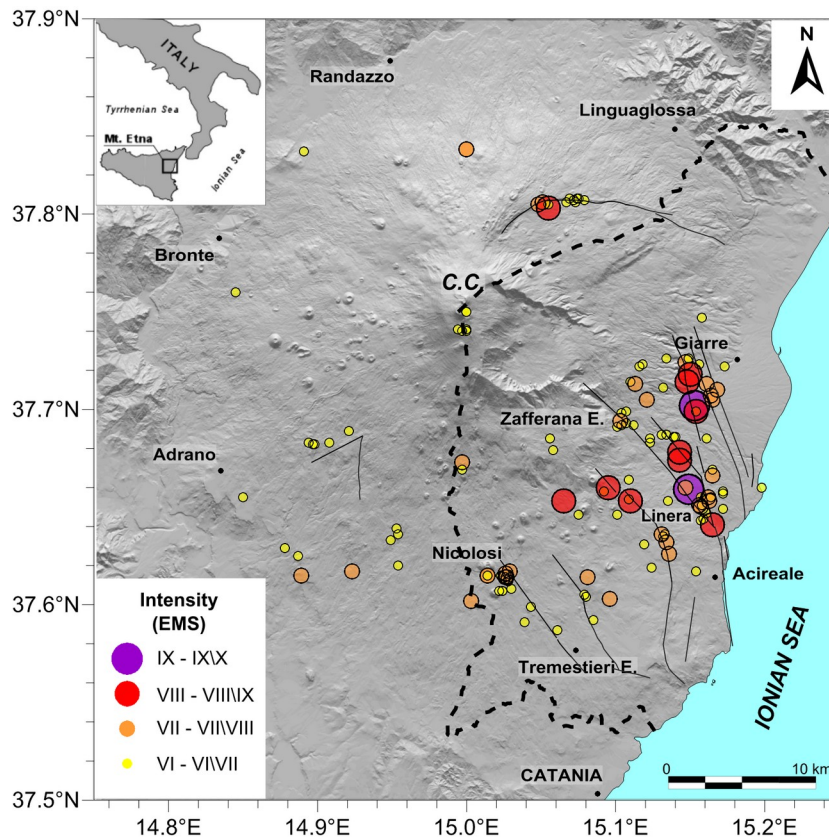 37.9°N
37.8°N
37.7°N
37.6°N
37.5°N
14.8°E
14.9°E
15.0°E
15.1°E
15.2°E
ITALY
Tyrrhenian Sea
Mt. Etna
Ionian Sea
N
Randazzo
Linguaglossa
Bronte
C.C.
Giarre
Zafferana E.
Adrano
Linera
Nicolosi
Acireale
Tremestieri E.
IONIAN SEA
CATANIA
Intensity
(EMS)
IX - IX\X
VIII - VIII\IX
VII - VII\VIII
VI - VI\VII
0 10 km